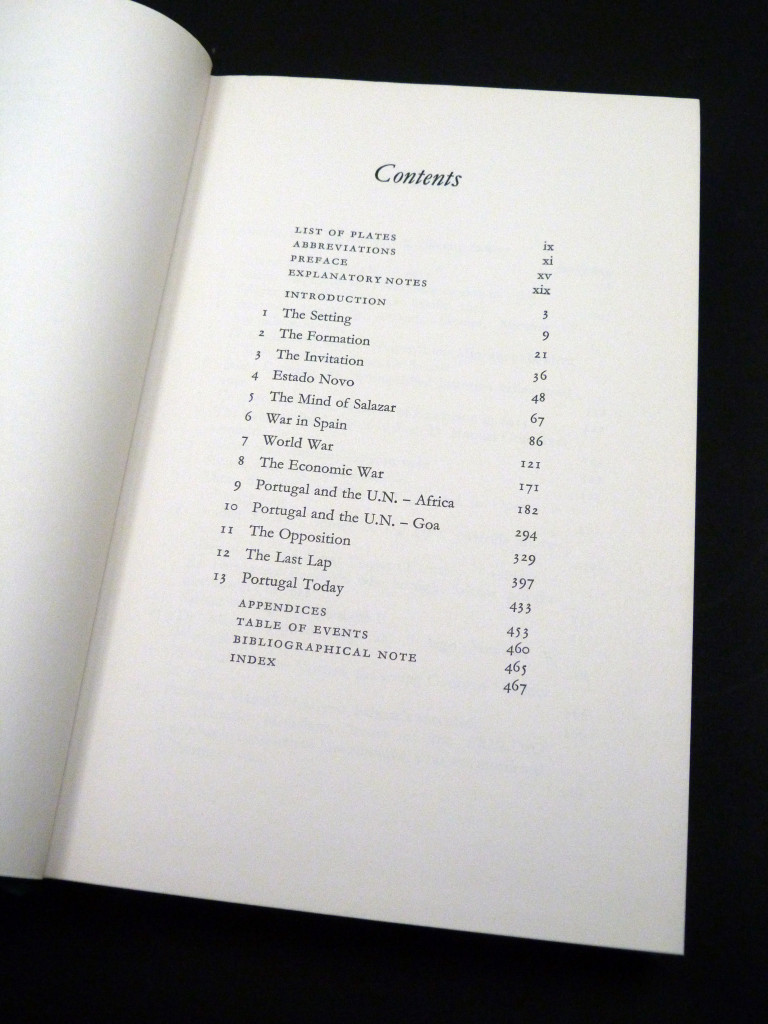 Contents
LIST OF PLATES ix
ABBREVIATIONS xi
PREFACE xv
EXPLANATORY NOTES xix
INTRODUCTION 3
1 The Setting 9
2 The Formation 21
3 The Invitation 36
4 Estado Novo 48
5 The Mind of Salazar 67
6 War in Spain 86
7 World War 121
8 The Economic War 171
9 Portugal and the U.N. – Africa 182
10 Portugal and the U.N. – Goa 294
11 The Opposition 329
12 The Last Lap 397
13 Portugal Today 433
APPENDICES 453
TABLE OF EVENTS 460
BIBLIOGRAPHICAL NOTE 465
INDEX 467